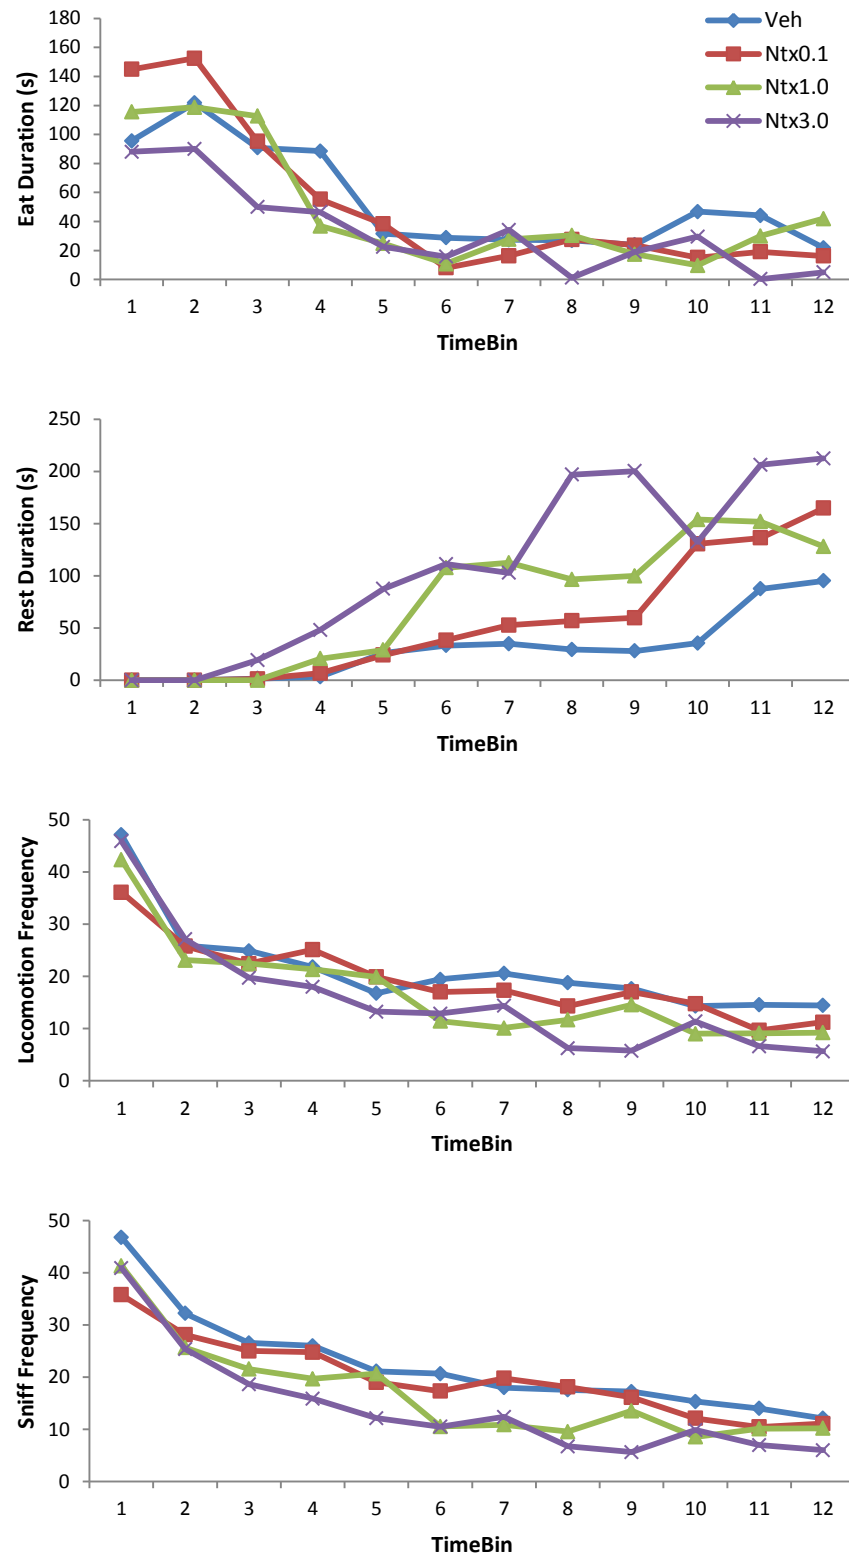 180
160
140
120
100
80
60
40
20
0
Eat Duration (s)
Veh
Ntx0.1
Ntx1.0
Ntx3.0
1 2 3 4 5 6 7 8 9 10 11 12
TimeBin
250
200
150
100
50
0
Rest Duration (s)
1 2 3 4 5 6 7 8 9 10 11 12
TimeBin
50
40
30
20
10
0
Locomotion Frequency
1 2 3 4 5 6 7 8 9 10 11 12
TimeBin
50
40
30
20
10
0
Sniff Frequency
1 2 3 4 5 6 7 8 9 10 11 12
TimeBin